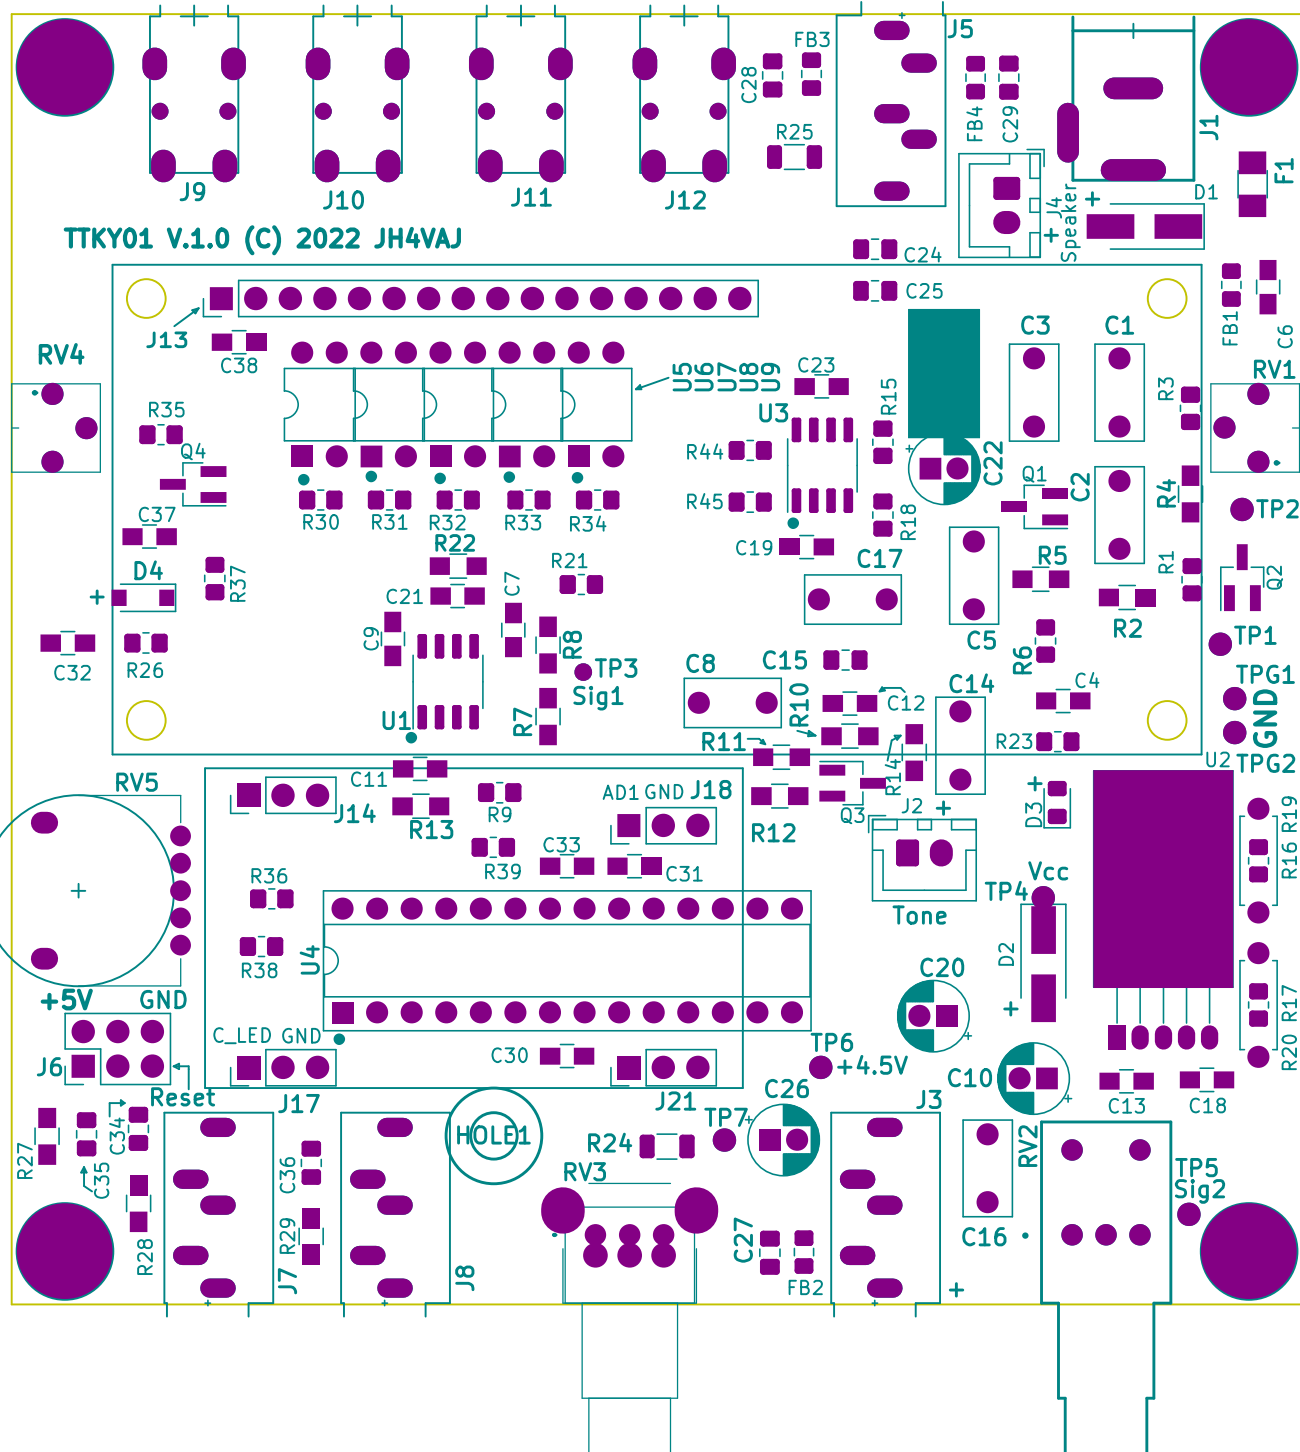 FB3
J5
C28
FB4
C29
J1
R25
F1
J9
J10
J11
J12
J4
Speaker
+
D1
+
TTKY01 V.1.0 (C) 2022 JH4VAJ
C24
C25
J13
C38
FB1
C6
C3
C1
RV4
RV1
U5
U6
U7
U8
U9
C23
R15
R3
U3
R35
Q4
R44
C22
Q1
C2
R4
R45
R18
TP2
R30
R31
R32
R33
R34
C37
R22
C19
R21
C17
R5
R1
Q2
D4
+
R37
C21
C7
R2
C9
R8
C5
R6
TP1
C32
R26
TP3
Sig1
C8
C15
TPG1
C14
C4
R10
C12
GND
U1
R7
R11
R14
R23
TPG2
U2
RV5
C11
J14
R13
R9
AD1
GND
J18
R12
Q3
J2
+
+
D3
R19
R39
C33
C31
R16
R36
Vcc
TP4
Tone
U4
R38
D2
C20
+5V
GND
+
R17
C_LED
GND
C30
TP6
+4.5V
R20
J6
Reset
C10
C13
C18
J17
J21
C26
J3
TP7
C34
R27
C35
C36
HOLE1
R24
RV3
RV2
TP5
Sig2
R28
R29
J7
J8
C27
FB2
C16
+